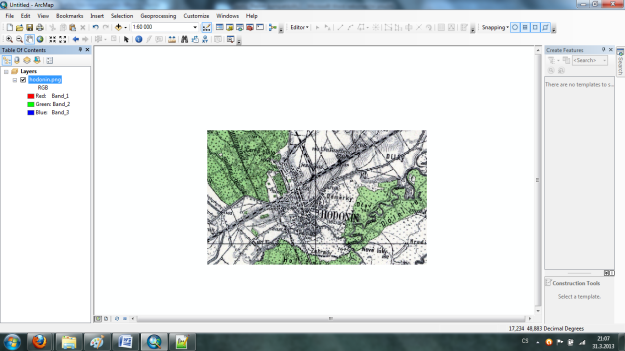 Untitled - ArcMap
File Edit View Bookmarks Insert Selection Geoprocessing Customize Windows Help
1:60 000
Editor
Snapping
Table Of Contents
Layers
hodonin.png
RGB
Red: Band_1
Green: Band_2
Blue: Band_3
HODONIN
Create Features
<Search>
There are no templates to s...
Search
Construction Tools
Select a template.
17,234 48,883 Decimal Degrees
CS
21:07
31.3.2013